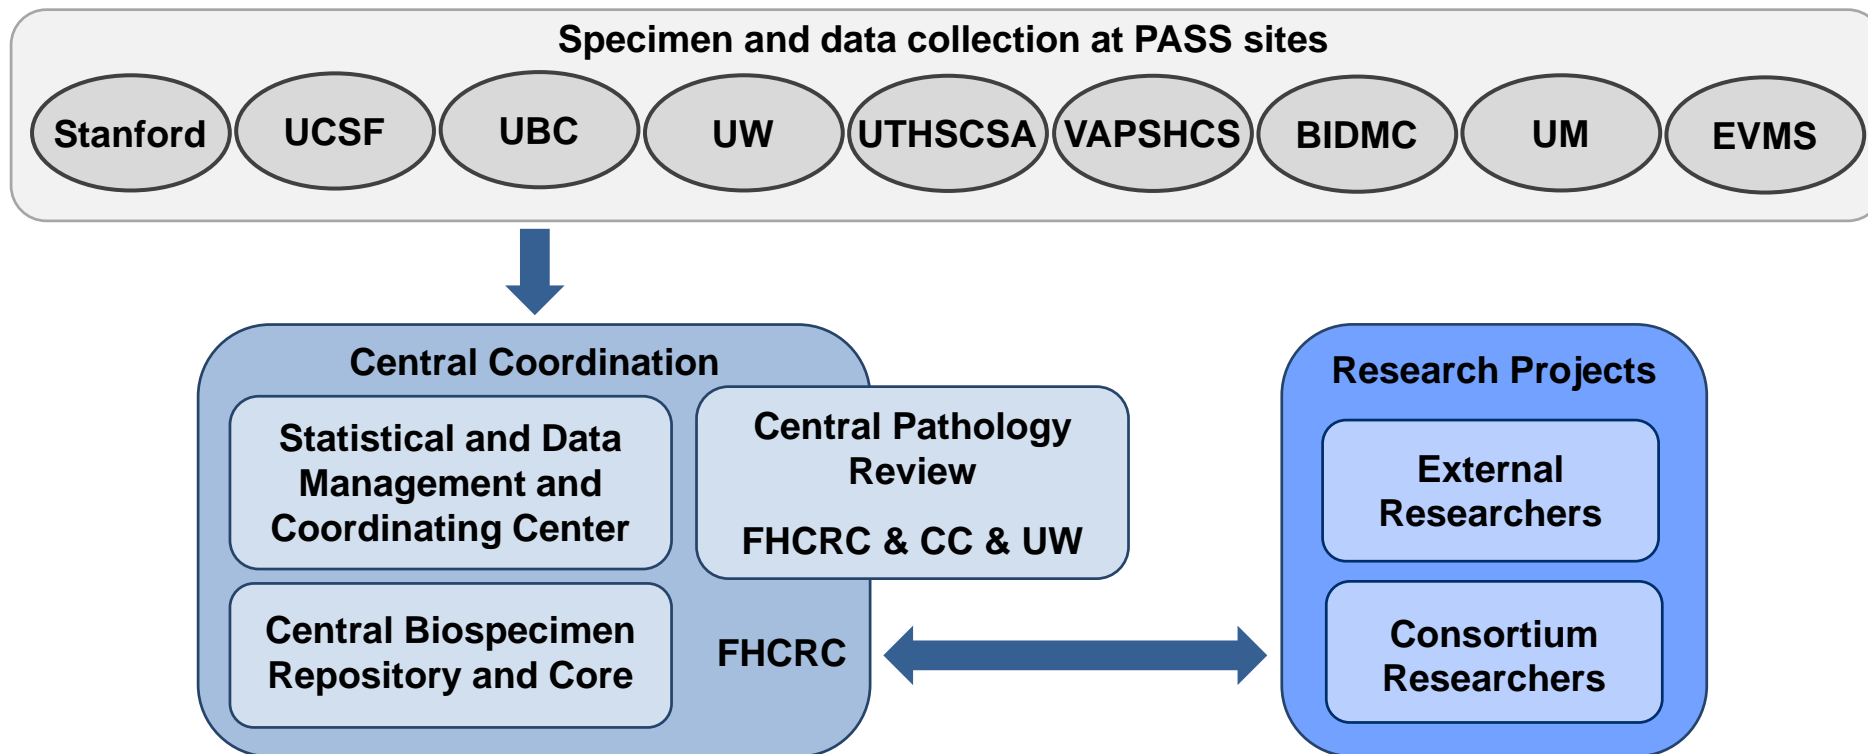 Specimen and data collection at PASS sites
Stanford UCSF UBC UW UTHSCSA VAPSHCS BIDMC UM EVMS
Central Coordination
Statistical and Data
Management and
Coordinating Center
Central Pathology
Review
FHCRC & CC & UW
Central Biospecimen
Repository and Core
FHCRC
Research Projects
External
Researchers
Consortium
Researchers